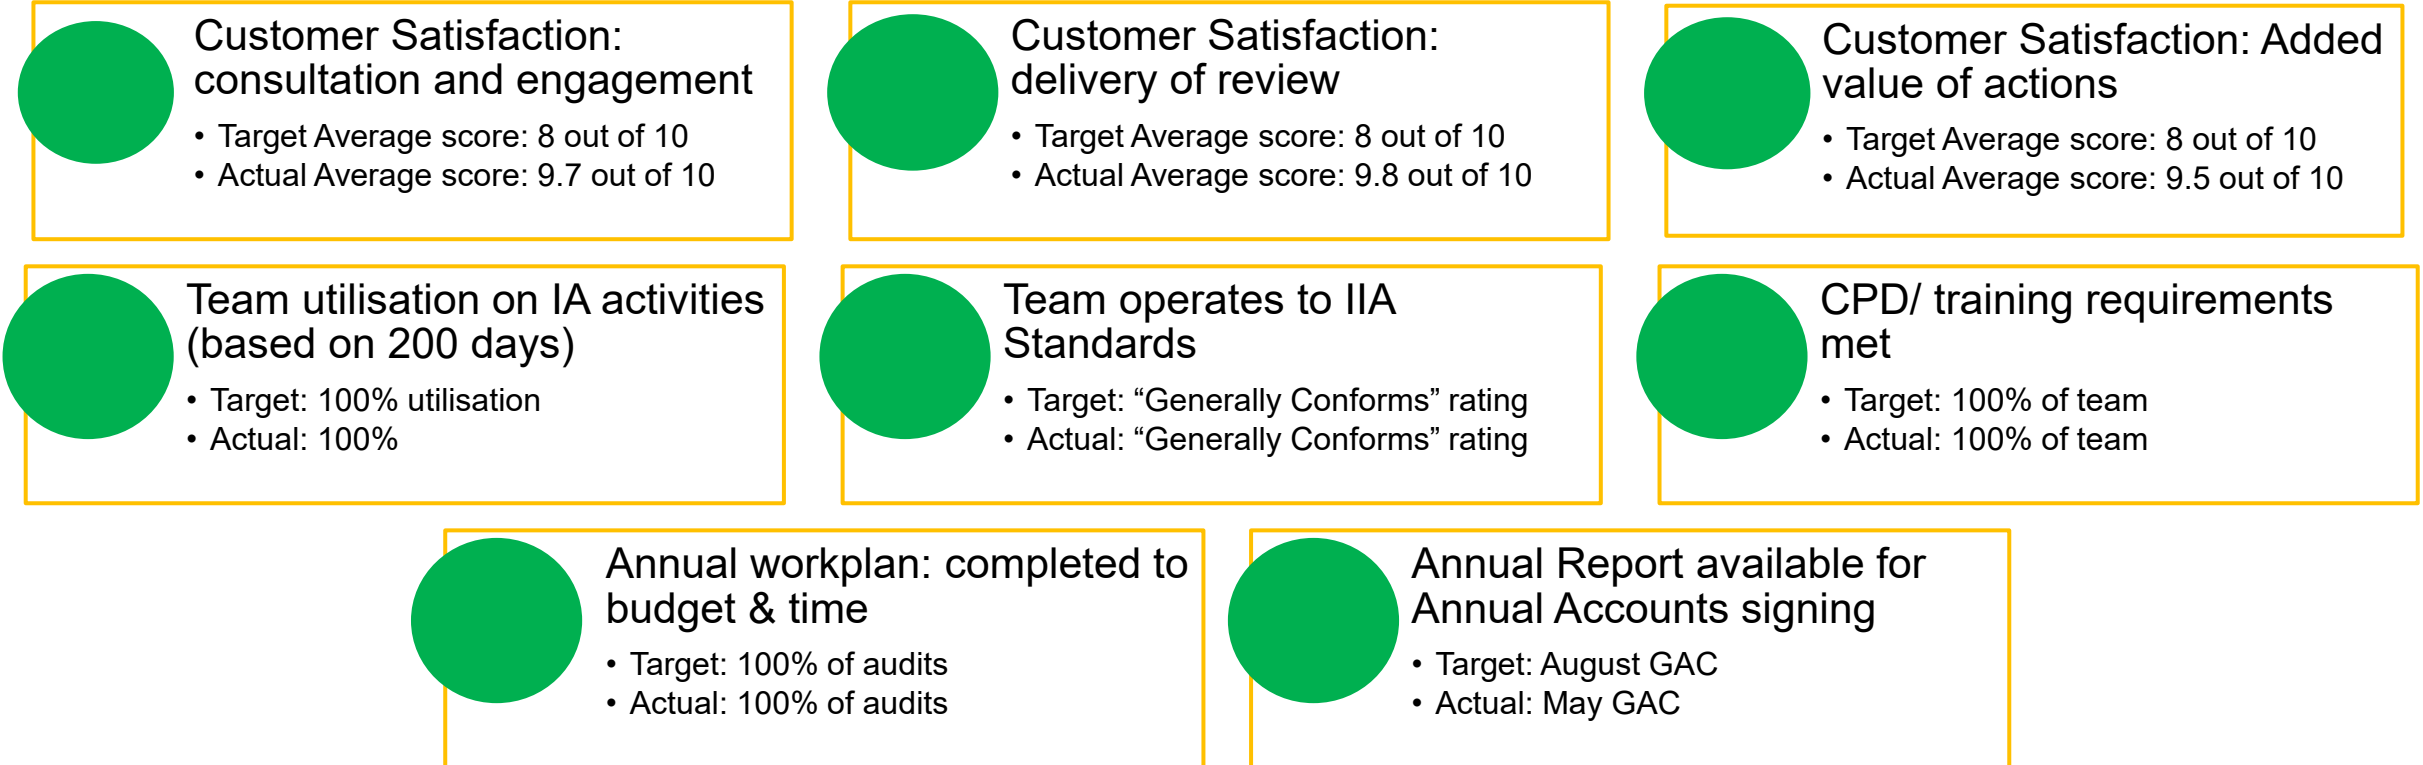 Customer Satisfaction:
consultation and engagement
• Target Average score: 8 out of 10
• Actual Average score: 9.7 out of 10
Customer Satisfaction:
delivery of review
• Target Average score: 8 out of 10
• Actual Average score: 9.8 out of 10
Customer Satisfaction: Added
value of actions
• Target Average score: 8 out of 10
• Actual Average score: 9.5 out of 10
Team utilisation on IA activities
(based on 200 days)
• Target: 100% utilisation
• Actual: 100%
Team operates to IIA
Standards
• Target: “Generally Conforms” rating
• Actual: “Generally Conforms” rating
CPD/ training requirements
met
• Target: 100% of team
• Actual: 100% of team
Annual workplan: completed to
budget & time
• Target: 100% of audits
• Actual: 100% of audits
Annual Report available for
Annual Accounts signing
• Target: August GAC
• Actual: May GAC